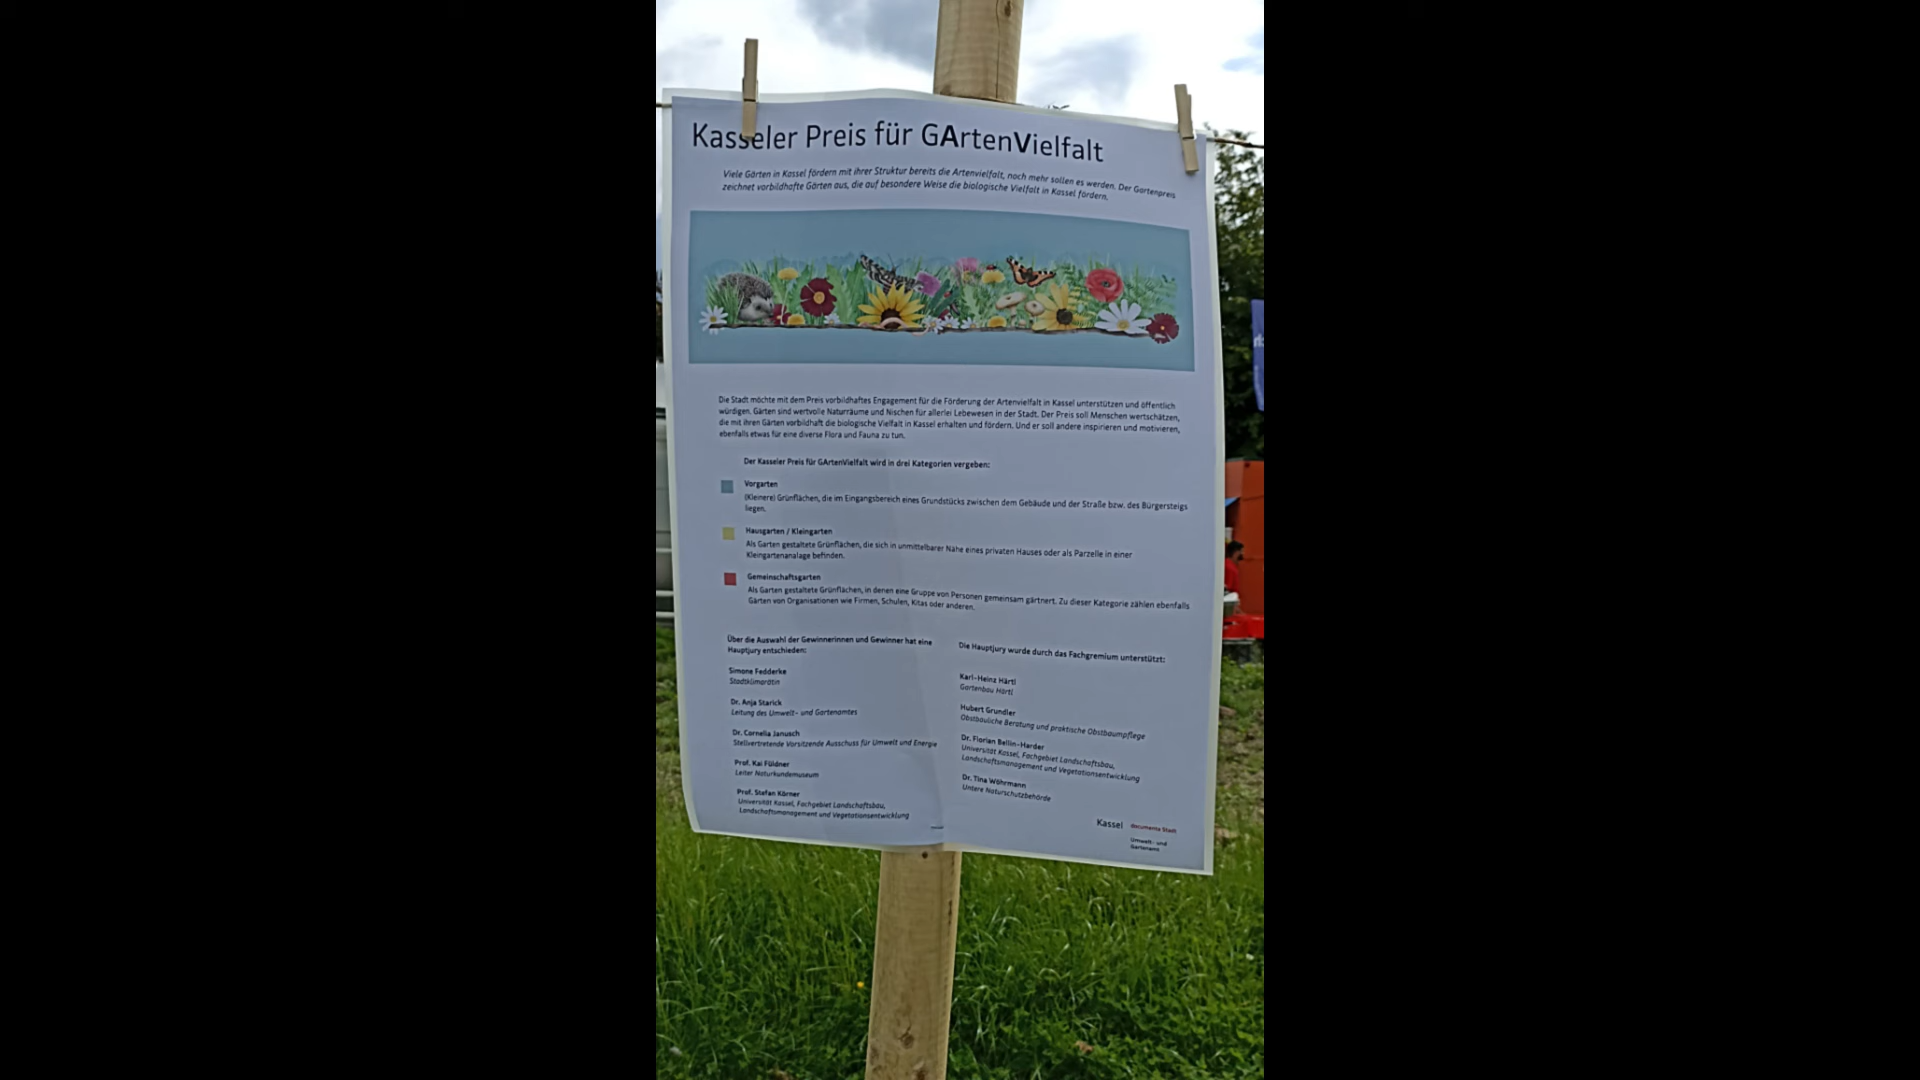 Kasseler Preis für GArtenVielfalt
Viele Gärten in Kassel fördern mit ihrer Struktur bereits die Artenvielfalt, noch mehr sollen es werden. Der Gartenpreis
zeichnet vorbildhafte Gärten aus, die auf besondere Weise die biologische Vielfalt in Kassel fördern.
Die Stadt möchte mit dem Preis vorbildhaftes Engagement für die Förderung der Artenvielfalt in Kassel unterstützen und öffentlich
würdigen. Gärten sind wertvolle Naturräume und Nischen für allerlei Lebewesen in der Stadt. Der Preis soll Menschen wertschätzen,
die mit ihren Gärten vorbildhaft die biologische Vielfalt in Kassel erhalten und fördern. Und er soll andere inspirieren und motivieren,
ebenfalls etwas für eine diverse Flora und Fauna zu tun.
Der Kasseler Preis für GArtenVielfalt wird in drei Kategorien vergeben:
Vorgarten
(Kleinere) Grünflächen, die im Eingangsbereich eines Grundstücks zwischen dem Gebäude und der Straße bzw. des Bürgersteigs
liegen.
Hausgarten / Kleingarten
Als Garten gestaltete Grünflächen, die sich in unmittelbarer Nähe eines privaten Hauses oder als Parzelle in einer
Kleingartenanalage befinden.
Gemeinschaftsgarten
Als Garten gestaltete Grünflächen, in denen eine Gruppe von Personen gemeinsam gärtnert. Zu dieser Kategorie zählen ebenfalls
Gärten von Organisationen wie Firmen, Schulen, Kitas oder anderen.
Über die Auswahl der Gewinnerinnen und Gewinner hat eine
Hauptjury entschieden:
Simone Fedderke
Stadtklimarätin
Dr. Anja Starick
Leitung des Umwelt- und Gartenamtes
Dr. Cornelia Janusch
Stellvertretende Vorsitzende Ausschuss für Umwelt und Energie
Prof. Kai Füldner
Leiter Naturkundemuseum
Prof. Stefan Körner
Universität Kassel, Fachgebiet Landschaftsbau,
Landschaftsmanagement und Vegetationsentwicklung
Die Hauptjury wurde durch das Fachgremium unterstützt:
Karl-Heinz Härtl
Gartenbau Härtl
Hubert Grundler
Obstbauliche Beratung und praktische Obstbaumpflege
Dr. Florian Bellin-Harder
Universität Kassel, Fachgebiet Landschaftsbau,
Landschaftsmanagement und Vegetationsentwicklung
Dr. Tina Wöhrmann
Untere Naturschutzbehörde
Kassel documenta Stadt
Umwelt- und
Gartenamt